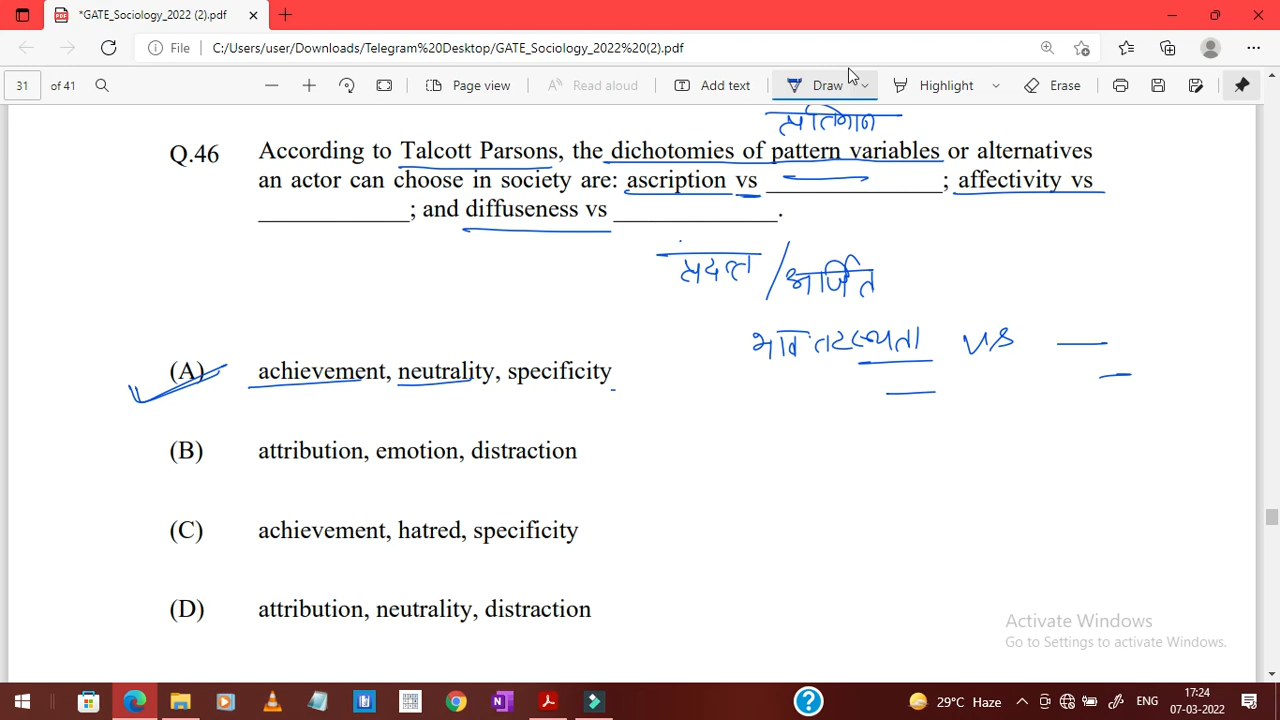 *GATE_Sociology_2022 (2).pdf
File C:/Users/user/Downloads/Telegram%20Desktop/GATE_Sociology_2022%20(2).pdf
31 of 41 Page view Read aloud Add text Draw Highlight Erase
प्रतिमान
Q.46 According to Talcott Parsons, the dichotomies of pattern variables or alternatives
an actor can choose in society are: ascription vs ______________; affectivity vs
____________; and diffuseness vs _____________.
प्रदत्त / अर्जित
भाव तटस्थता vs
(A) achievement, neutrality, specificity
(B) attribution, emotion, distraction
(C) achievement, hatred, specificity
(D) attribution, neutrality, distraction
Activate Windows
Go to Settings to activate Windows.
29°C Haze ENG 17:24
07-03-2022